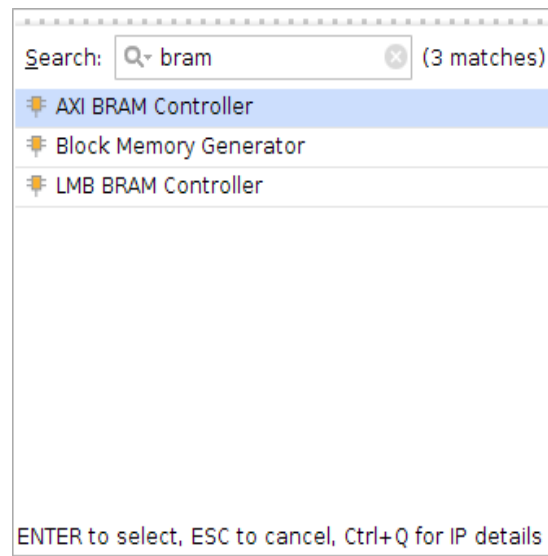 Search: bram (3 matches)
AXI BRAM Controller
Block Memory Generator
LMB BRAM Controller
ENTER to select, ESC to cancel, Ctrl+Q for IP details